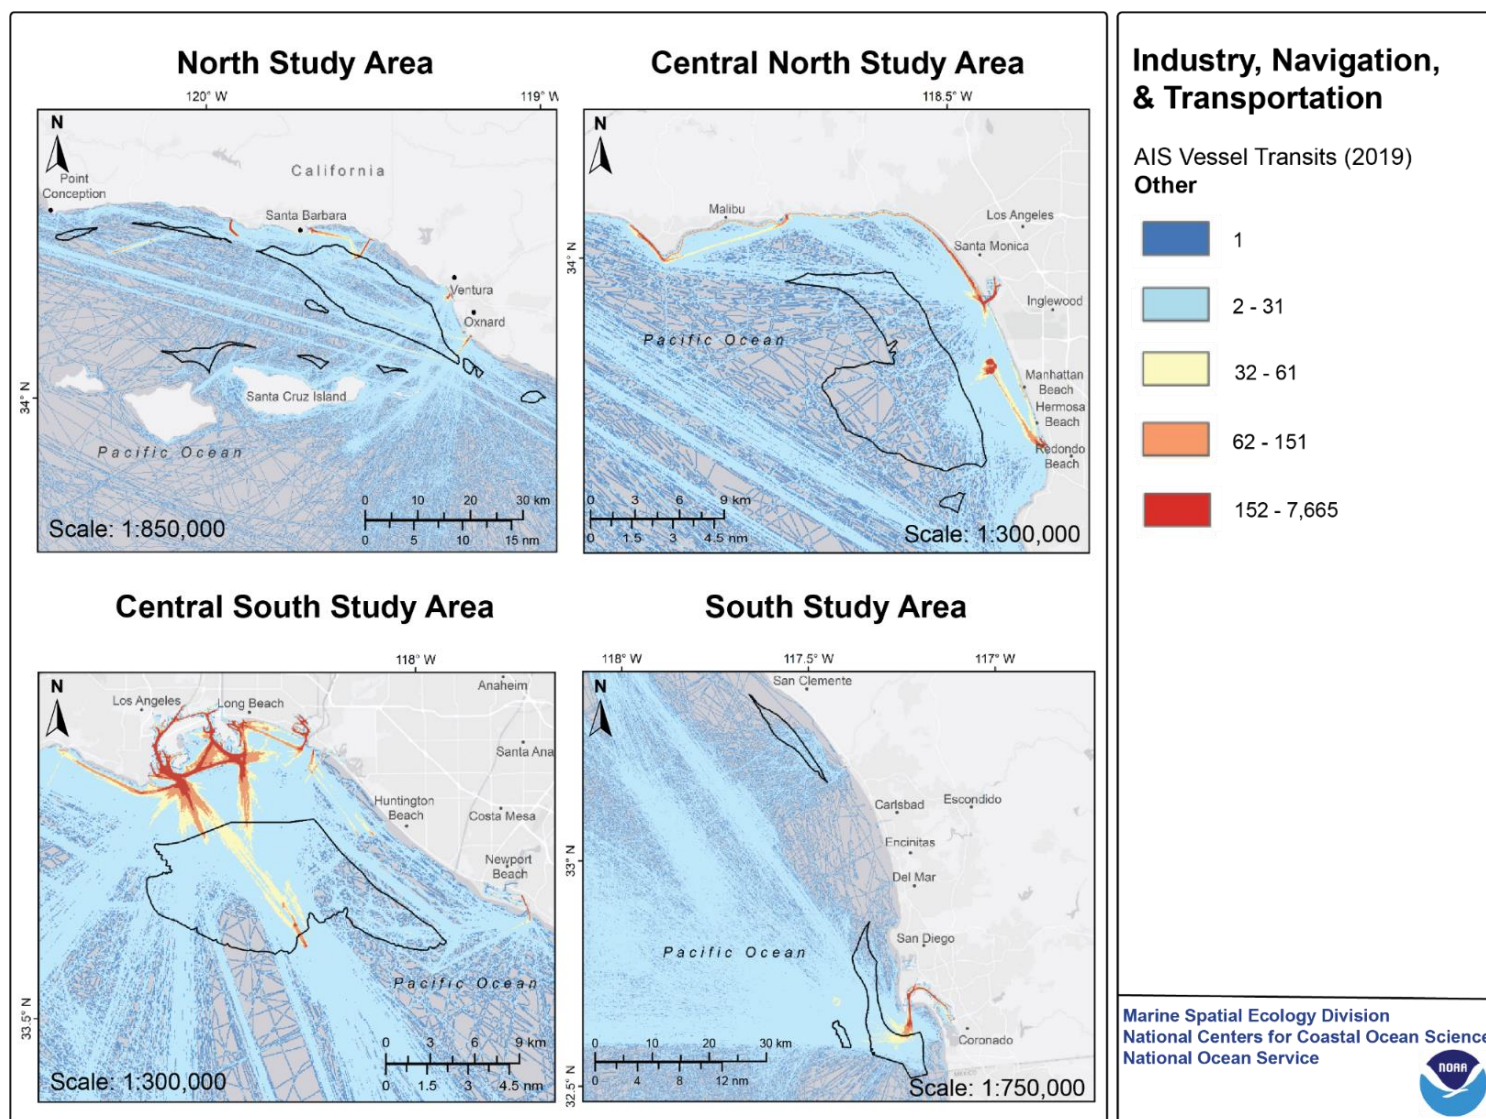 North Study Area
120° W
119° W
N
Point
Conception
California
Santa Barbara
Ventura
Oxnard
34° N
Santa Cruz Island
Pacific Ocean
0 10 20 30 km
0 5 10 15 nm
Scale: 1:850,000
Central North Study Area
118.5° W
N
Malibu
Los Angeles
Santa Monica
34° N
Inglewood
Pacific Ocean
Manhattan
Beach
Hermosa
Beach
Redondo
Beach
0 3 6 9 km
0 1.5 3 4.5 nm
Scale: 1:300,000
Central South Study Area
118° W
N
Anaheim
Los Angeles
Long Beach
Santa Ana
Huntington
Beach
Costa Mesa
Newport
Beach
Pacific Ocean
33.5° N
0 3 6 9 km
0 1.5 3 4.5 nm
Scale: 1:300,000
South Study Area
118° W
117.5° W
117° W
N
San Clemente
Carlsbad
Escondido
Encinitas
33° N
Del Mar
San Diego
Pacific Ocean
Coronado
MEXICO
0 10 20 30 km
0 4 8 12 nm
32.5° N
Scale: 1:750,000
Industry, Navigation,
& Transportation
AIS Vessel Transits (2019)
Other
1
2 - 31
32 - 61
62 - 151
152 - 7,665
Marine Spatial Ecology Division
National Centers for Coastal Ocean Science
National Ocean Service
NOAA